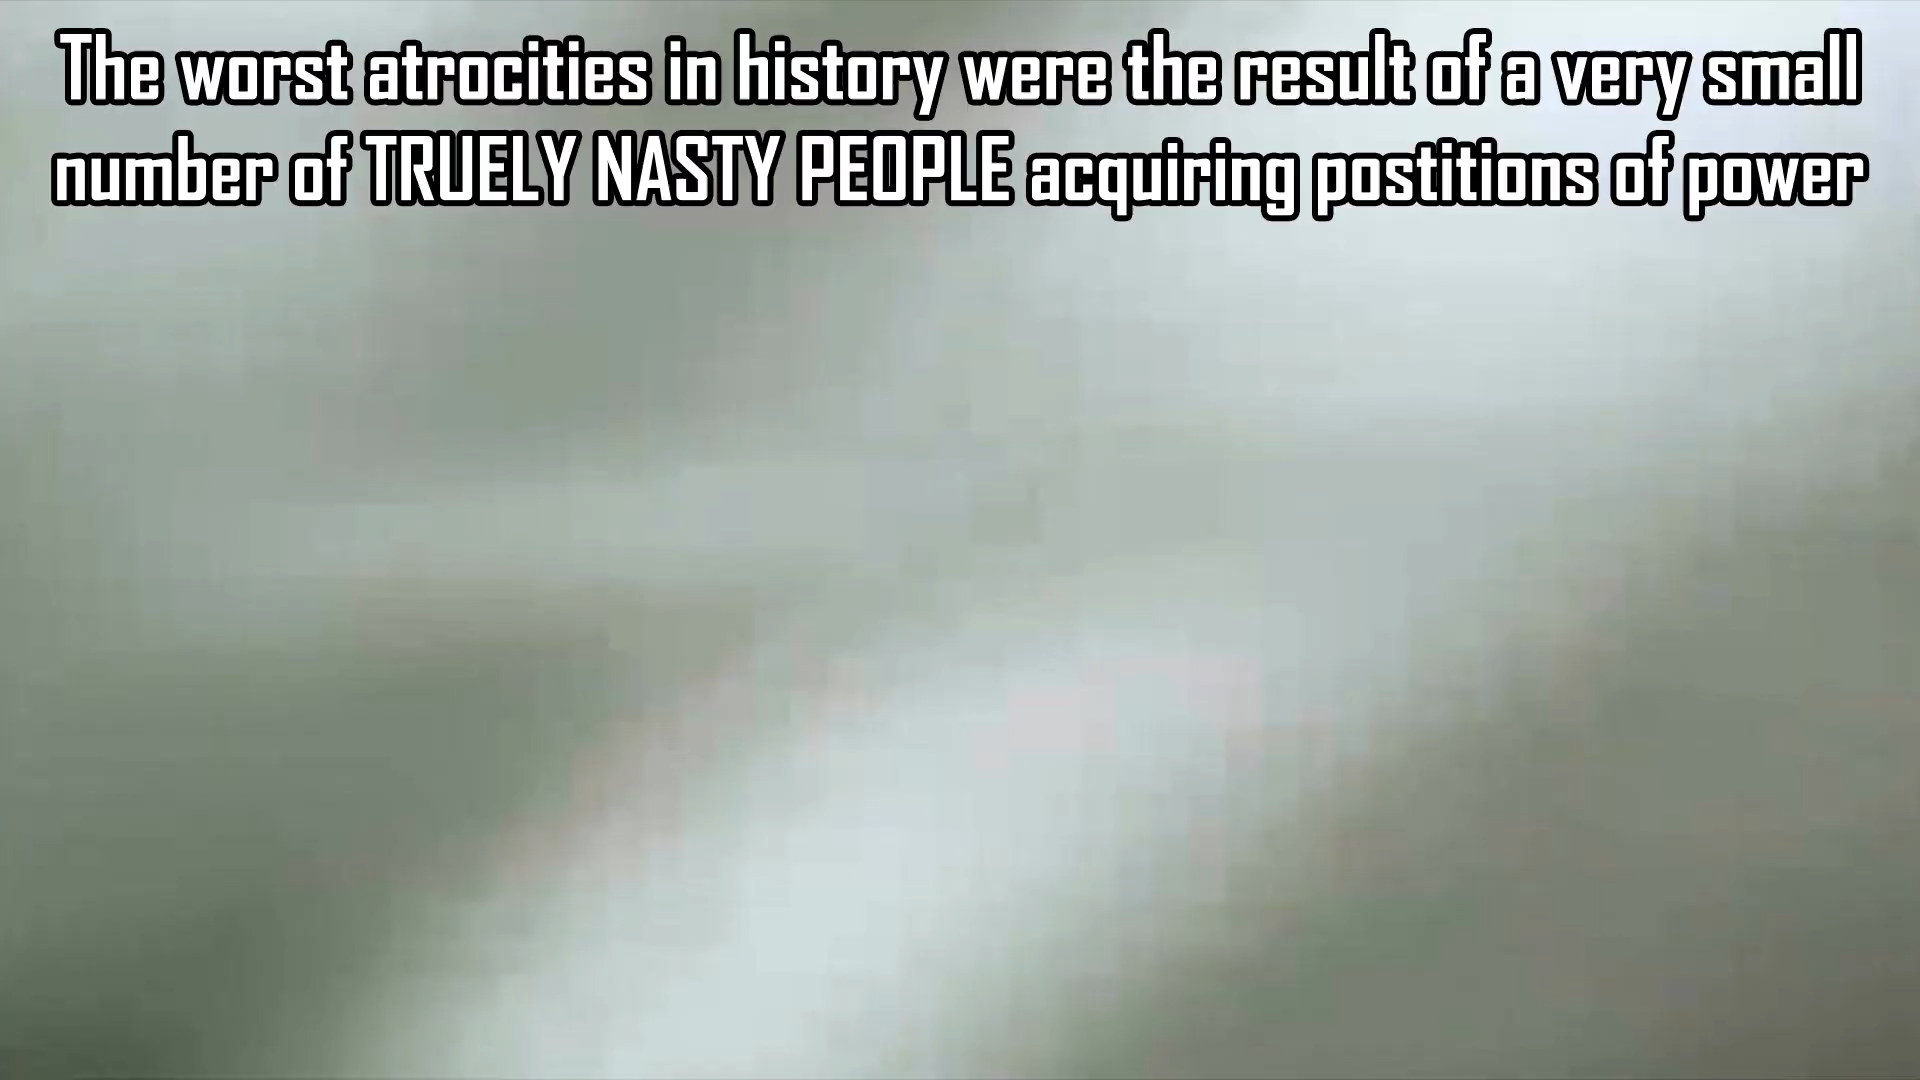 The worst atrocities in history were the result of a very small
number of TRUELY NASTY PEOPLE acquiring postitions of power